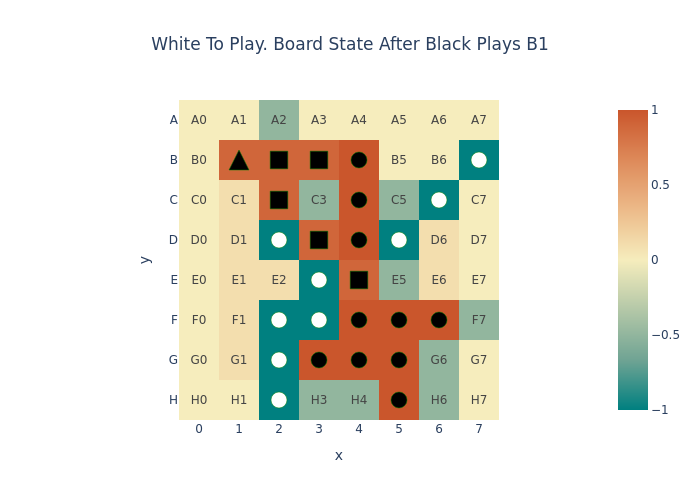 White To Play. Board State After Black Plays B1
A A0 A1 A2 A3 A4 A5 A6 A7
B B0 B5 B6
C C0 C1 C3 C5 C7
D D0 D1 D6 D7
E E0 E1 E2 E5 E6 E7
F F0 F1 F7
G G0 G1 G6 G7
H H0 H1 H3 H4 H6 H7
0 1 2 3 4 5 6 7
x
y
1
0.5
0
−0.5
−1